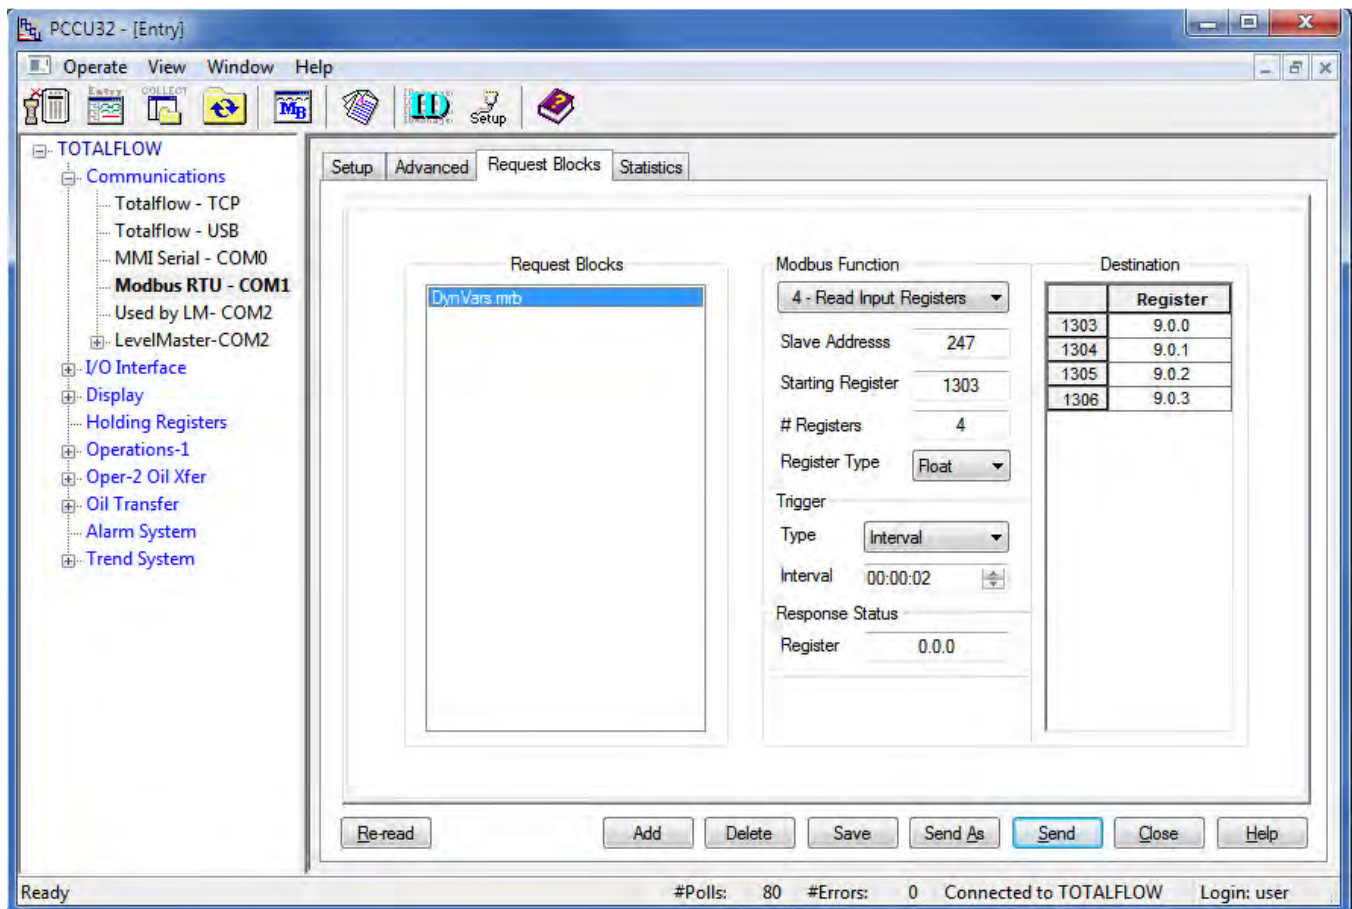 PCCU32 - [Entry]
Operate View Window Help
Entry COLLECT MB ID Setup
TOTALFLOW
Communications
Totalflow - TCP
Totalflow - USB
MMI Serial - COM0
Modbus RTU - COM1
Used by LM- COM2
LevelMaster-COM2
I/O Interface
Display
Holding Registers
Operations-1
Oper-2 Oil Xfer
Oil Transfer
Alarm System
Trend System
Setup Advanced Request Blocks Statistics
Request Blocks
DynVars.mrb
Modbus Function
4 - Read Input Registers
Slave Addresss 247
Starting Register 1303
# Registers 4
Register Type Float
Trigger
Type Interval
Interval 00:00:02
Response Status
Register 0.0.0
Destination
Register
1303 9.0.0
1304 9.0.1
1305 9.0.2
1306 9.0.3
Re-read Add Delete Save Send As Send Close Help
Ready #Polls: 80 #Errors: 0 Connected to TOTALFLOW Login: user